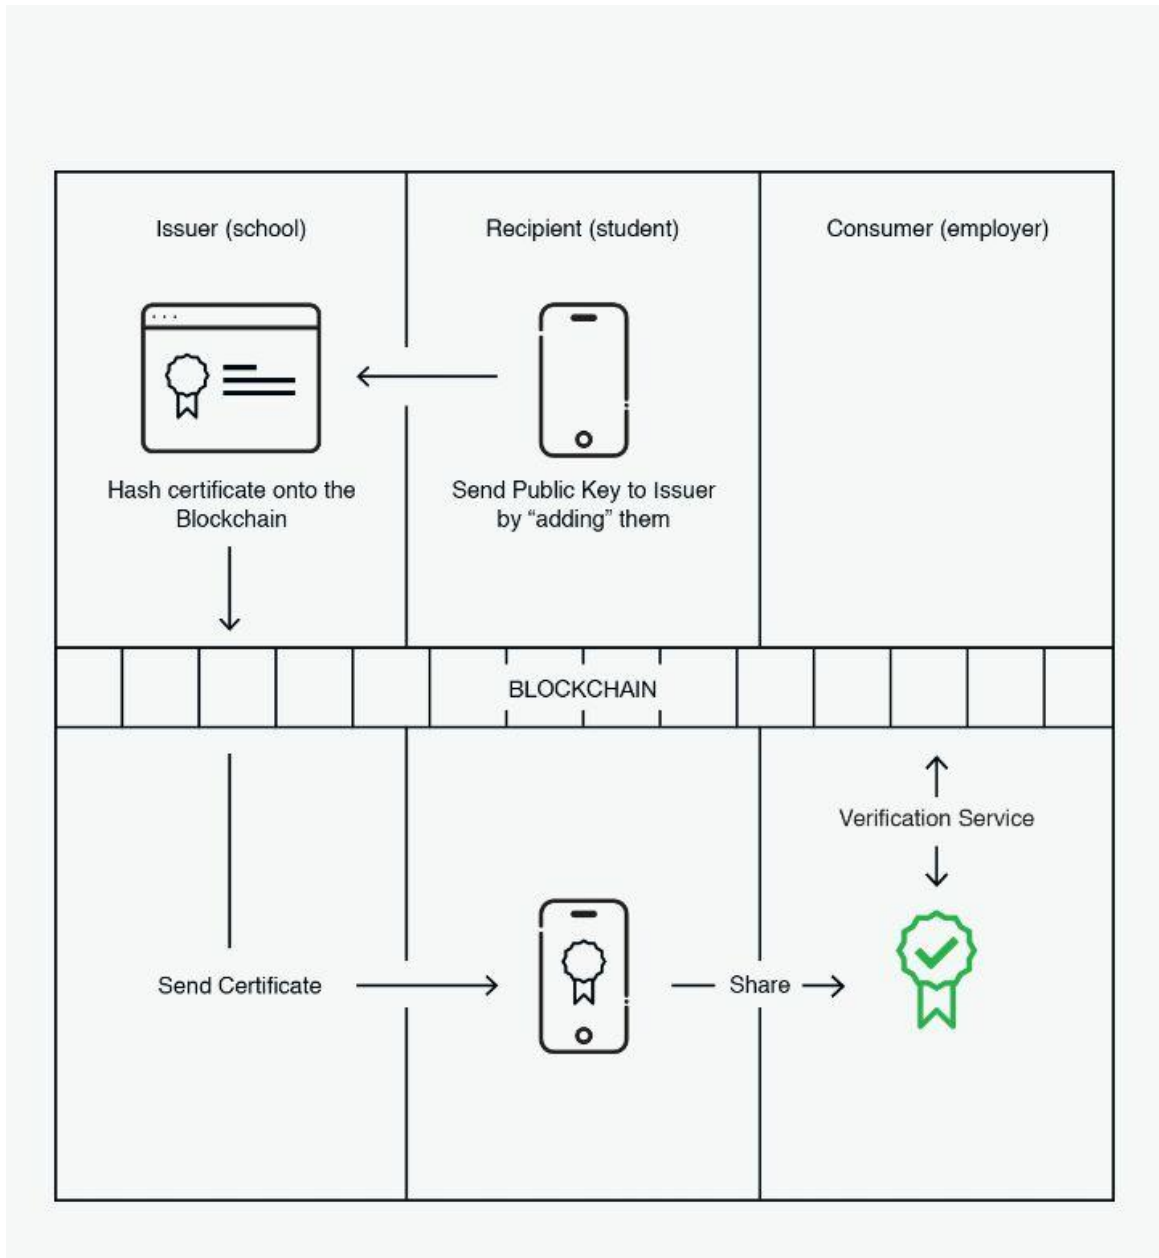 Issuer (school)
Recipient (student)
Consumer (employer)
Hash certificate onto the
Blockchain
Send Public Key to Issuer
by “adding” them
BLOCKCHAIN
Verification Service
Send Certificate
Share